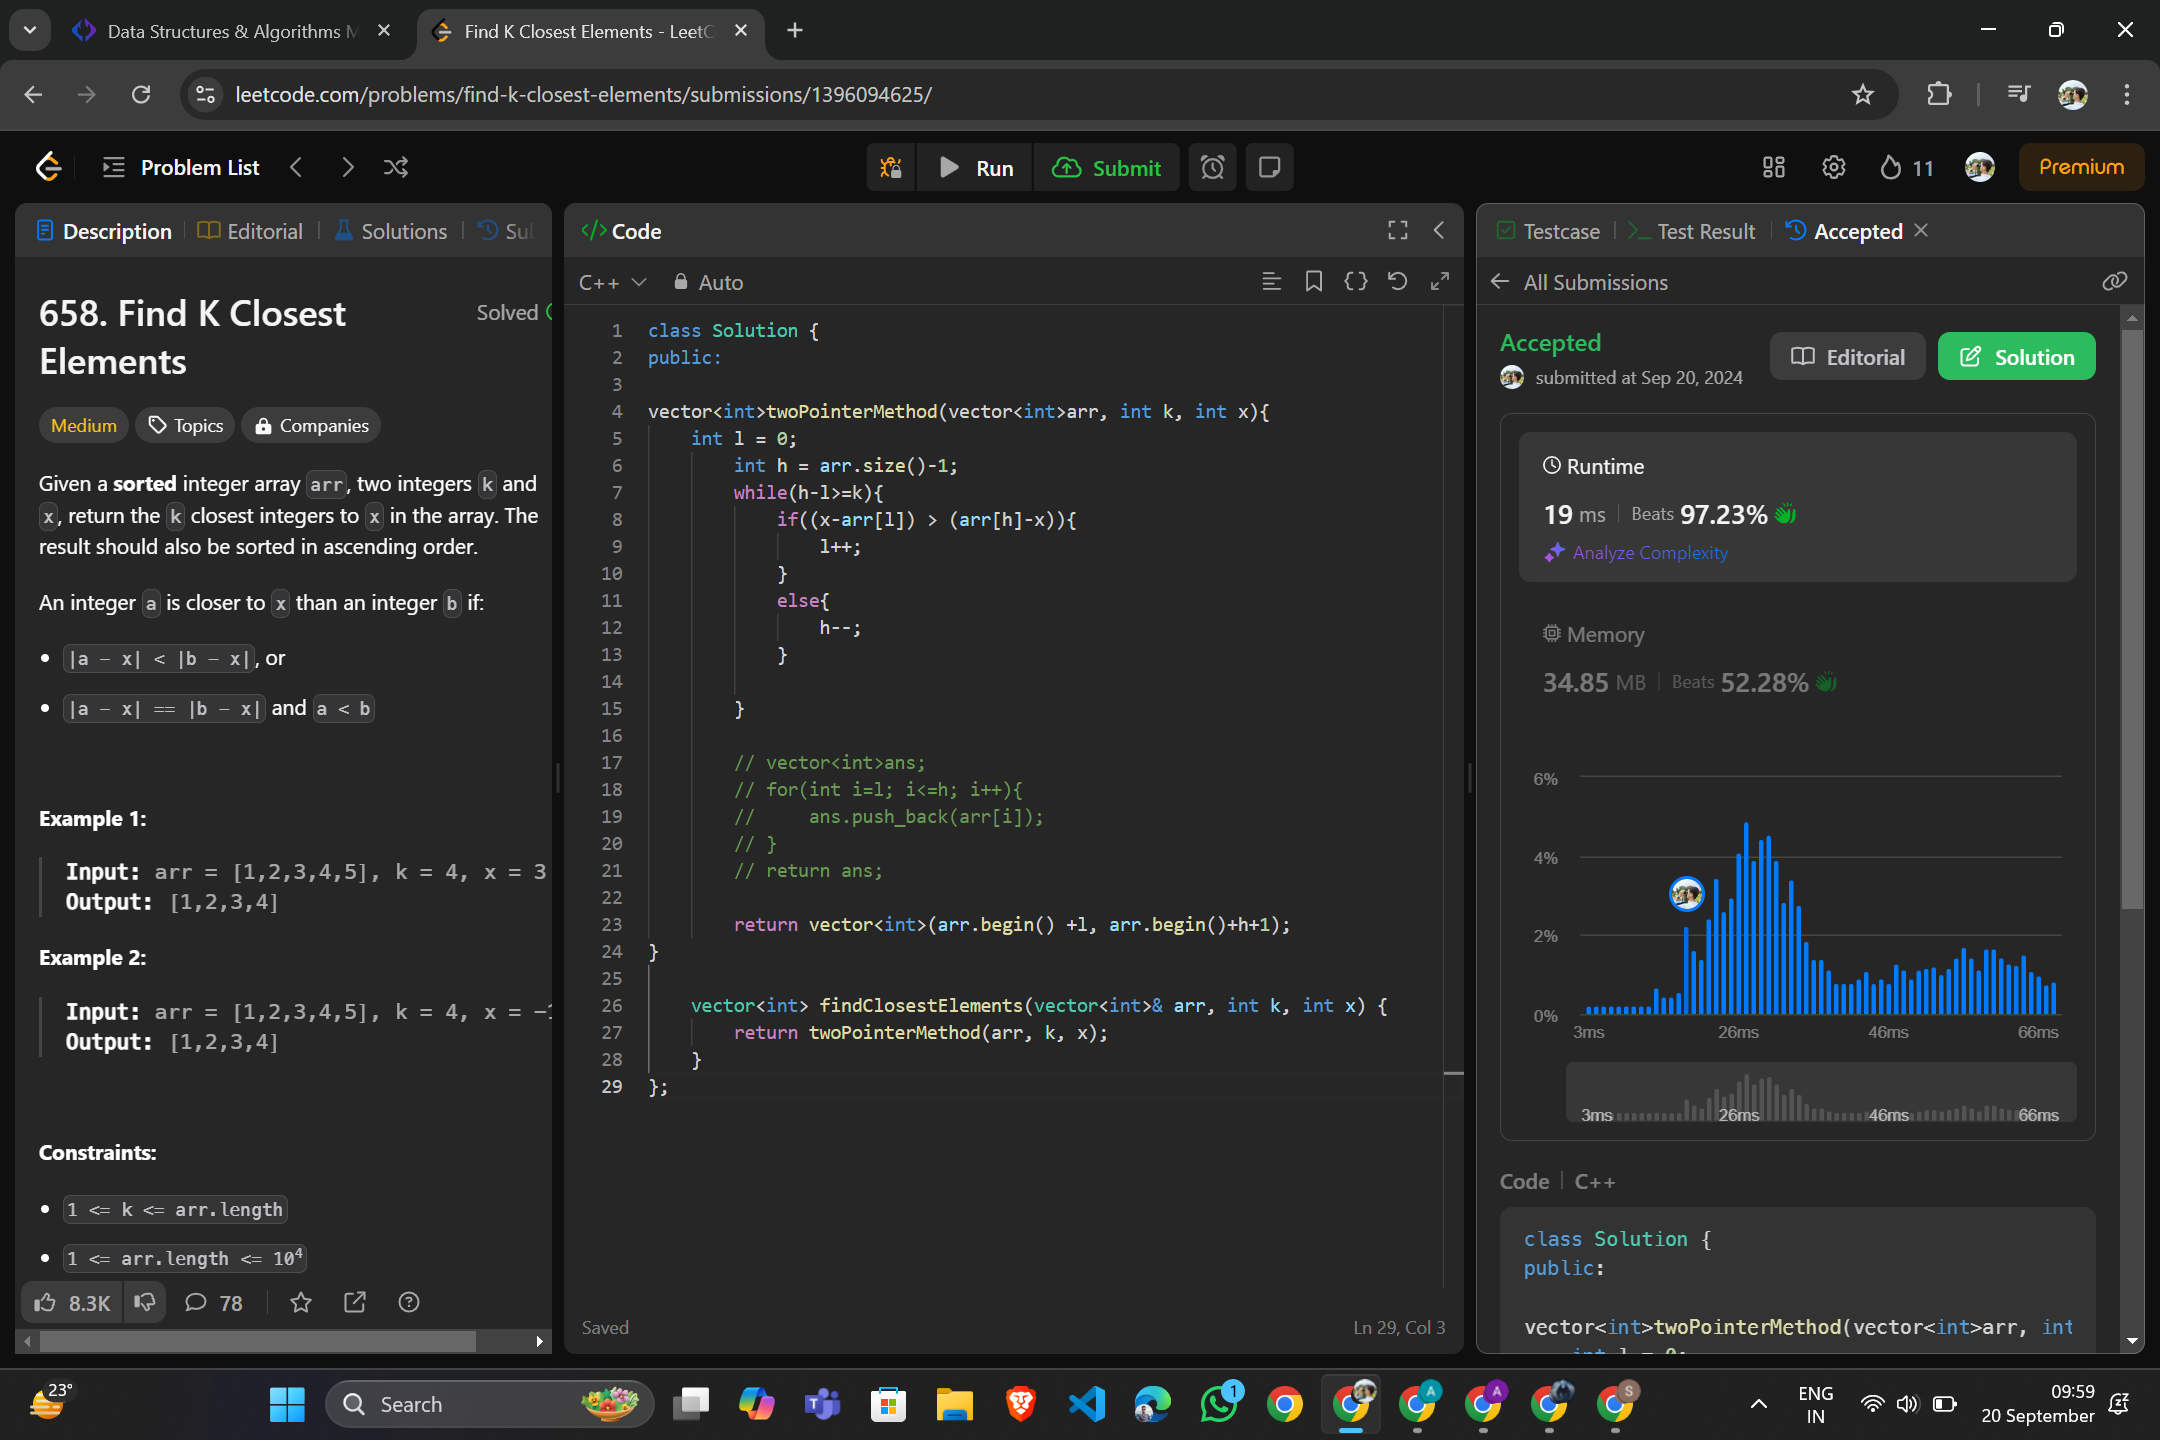 Data Structures & Algorithms M
Find K Closest Elements - LeetC
leetcode.com/problems/find-k-closest-elements/submissions/1396094625/
Problem List
Run
Submit
11
Premium
Description
Editorial
Solutions
Su
658. Find K Closest
Elements
Solved
Medium
Topics
Companies
Given a sorted integer array arr, two integers k and
x, return the k closest integers to x in the array. The
result should also be sorted in ascending order.
An integer a is closer to x than an integer b if:
• |a - x| < |b - x|, or
• |a - x| == |b - x| and a < b
Example 1:
Input: arr = [1,2,3,4,5], k = 4, x = 3
Output: [1,2,3,4]
Example 2:
Input: arr = [1,2,3,4,5], k = 4, x = -1
Output: [1,2,3,4]
Constraints:
• 1 <= k <= arr.length
• 1 <= arr.length <= 10⁴
8.3K
78
</> Code
C++
Auto
1 class Solution {
2 public:
3
4 vector<int>twoPointerMethod(vector<int>arr, int k, int x){
5 int l = 0;
6 int h = arr.size()-1;
7 while(h-l>=k){
8 if((x-arr[l]) > (arr[h]-x)){
9 l++;
10 }
11 else{
12 h--;
13 }
14
15 }
16
17 // vector<int>ans;
18 // for(int i=l; i<=h; i++){
19 // ans.push_back(arr[i]);
20 // }
21 // return ans;
22
23 return vector<int>(arr.begin() +l, arr.begin()+h+1);
24 }
25
26 vector<int> findClosestElements(vector<int>& arr, int k, int x) {
27 return twoPointerMethod(arr, k, x);
28 }
29 };
Saved
Ln 29, Col 3
Testcase
Test Result
Accepted
All Submissions
Accepted
submitted at Sep 20, 2024
Editorial
Solution
Runtime
19 ms | Beats 97.23%
Analyze Complexity
Memory
34.85 MB | Beats 52.28%
6%
4%
2%
0%
3ms 26ms 46ms 66ms
3ms 26ms 46ms 66ms
Code | C++
class Solution {
public:
vector<int>twoPointerMethod(vector<int>arr, int
int l = 0;
23°
Search
1
A
A
S
ENG
IN
09:59
20 September